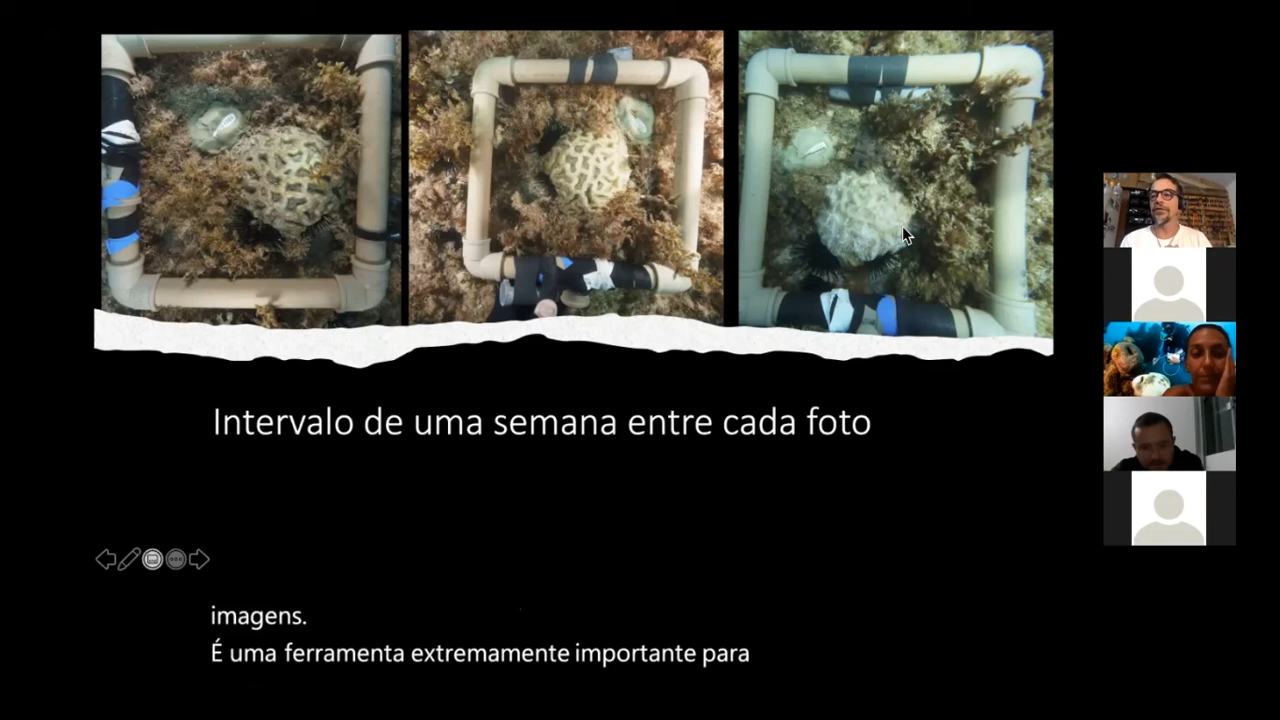 Intervalo de uma semana entre cada foto
imagens.
É uma ferramenta extremamente importante para